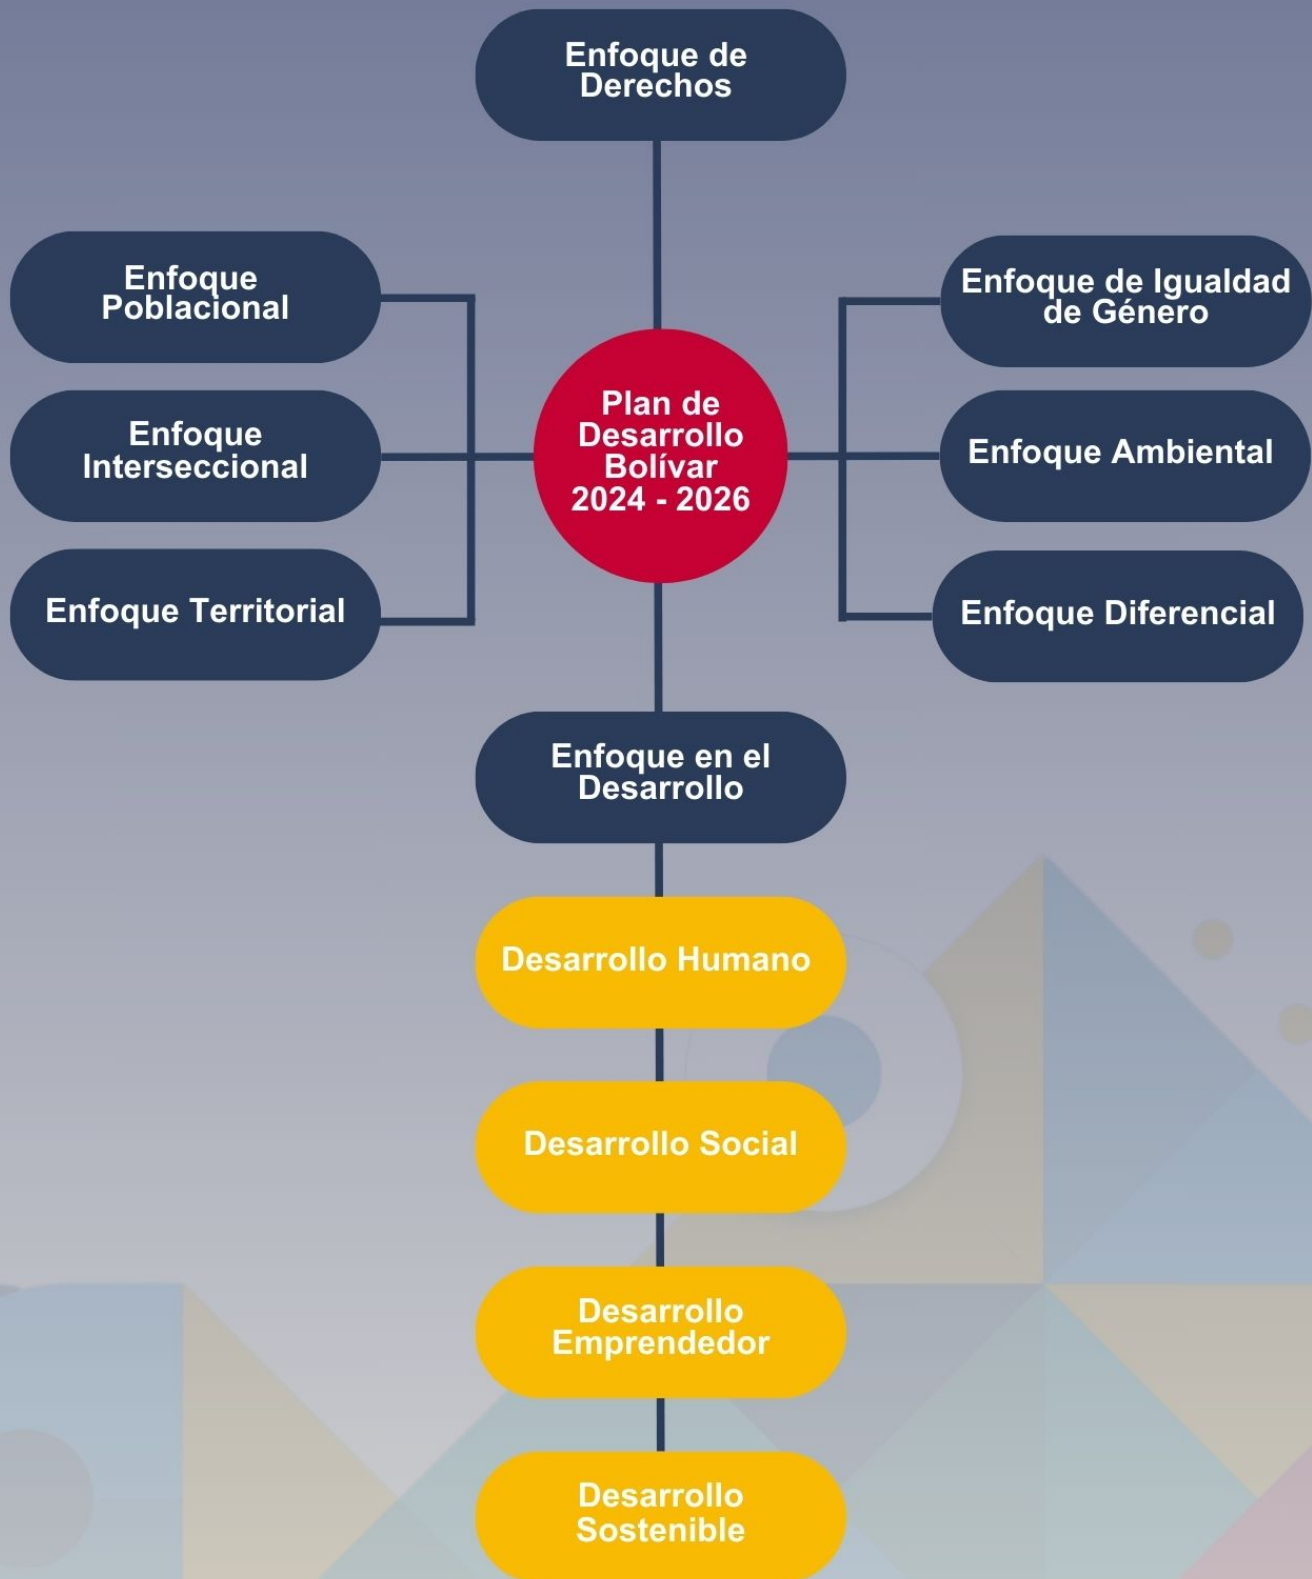 Enfoque de
Derechos
Enfoque
Poblacional
Enfoque
Interseccional
Enfoque Territorial
Plan de
Desarrollo
Bolívar
2024 - 2026
Enfoque de Igualdad
de Género
Enfoque Ambiental
Enfoque Diferencial
Enfoque en el
Desarrollo
Desarrollo Humano
Desarrollo Social
Desarrollo
Emprendedor
Desarrollo
Sostenible